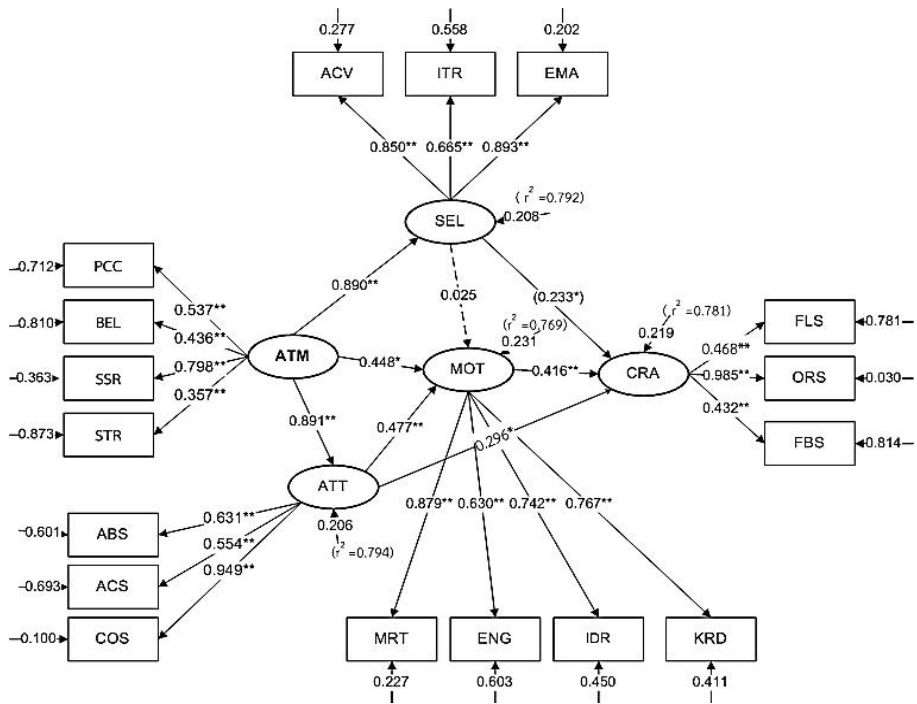 0.277 0.558 0.202
ACV ITR EMA
0.850** 0.665** 0.893**
(r² =0.792)
SEL 0.208
PCC
0.712
0.537**
0.890** 0.025 (0.233*)
BEL
0.810
0.436**
(r² =0.769)
0.231
(r² =0.781)
0.219
FLS 0.781
0.468**
SSR
0.363
0.798**
ATM 0.448* MOT 0.416** CRA
0.985** ORS 0.030
0.357**
STR
0.873
0.432**
FBS 0.814
0.891** 0.477** 0.296*
ATT
0.206
(r² =0.794)
0.601 ABS 0.631**
0.693 ACS 0.554**
0.100 COS 0.949**
0.879** 0.630** 0.742** 0.767**
MRT ENG IDR KRD
0.227 0.603 0.450 0.411